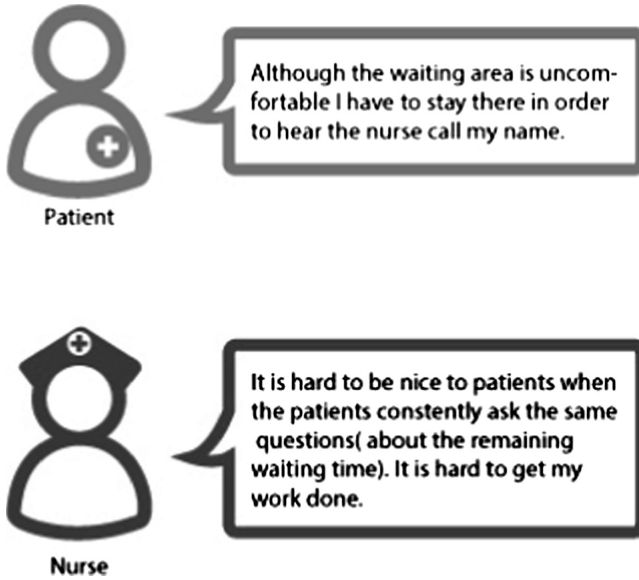 Although the waiting area is uncom-
fortable I have to stay there in order
to hear the nurse call my name.
Patient
It is hard to be nice to patients when
the patients constently ask the same
questions( about the remaining
waiting time). It is hard to get my
work done.
Nurse